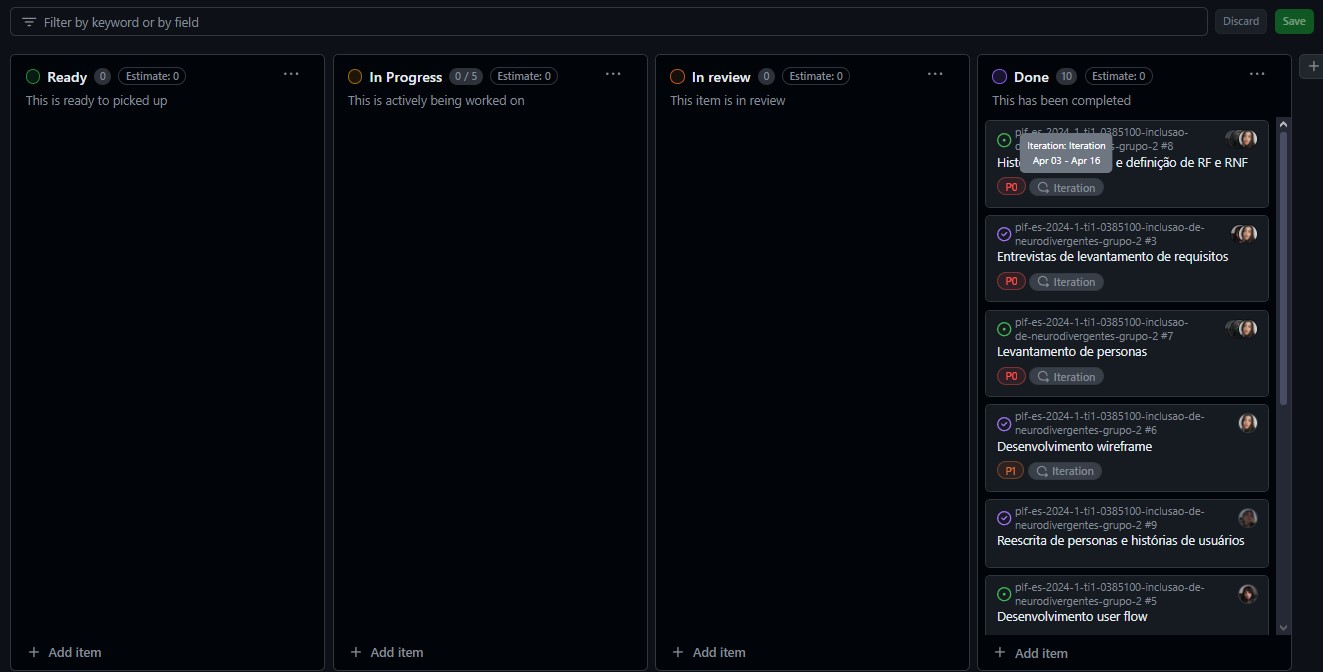 Filter by keyword or by field
Discard
Save
Ready 0 Estimate: 0
This is ready to picked up
In Progress 0 / 5 Estimate: 0
This is actively being worked on
In review 0 Estimate: 0
This item is in review
Done 10 Estimate: 0
This has been completed
plf-es-2024-1-ti1-0385100-inclusao-
s-grupo-2 #8
Iteration: Iteration
Apr 03 - Apr 16
e definição de RF e RNF
P0 Iteration
plf-es-2024-1-ti1-0385100-inclusao-de-
neurodivergentes-grupo-2 #3
Entrevistas de levantamento de requisitos
P0 Iteration
plf-es-2024-1-ti1-0385100-inclusao-
de-neurodivergentes-grupo-2 #7
Levantamento de personas
P0 Iteration
plf-es-2024-1-ti1-0385100-inclusao-de-
neurodivergentes-grupo-2 #6
Desenvolvimento wireframe
P1 Iteration
plf-es-2024-1-ti1-0385100-inclusao-de-
neurodivergentes-grupo-2 #9
Reescrita de personas e histórias de usuários
plf-es-2024-1-ti1-0385100-inclusao-de-
neurodivergentes-grupo-2 #5
Desenvolvimento user flow
+ Add item
+ Add item
+ Add item
+ Add item